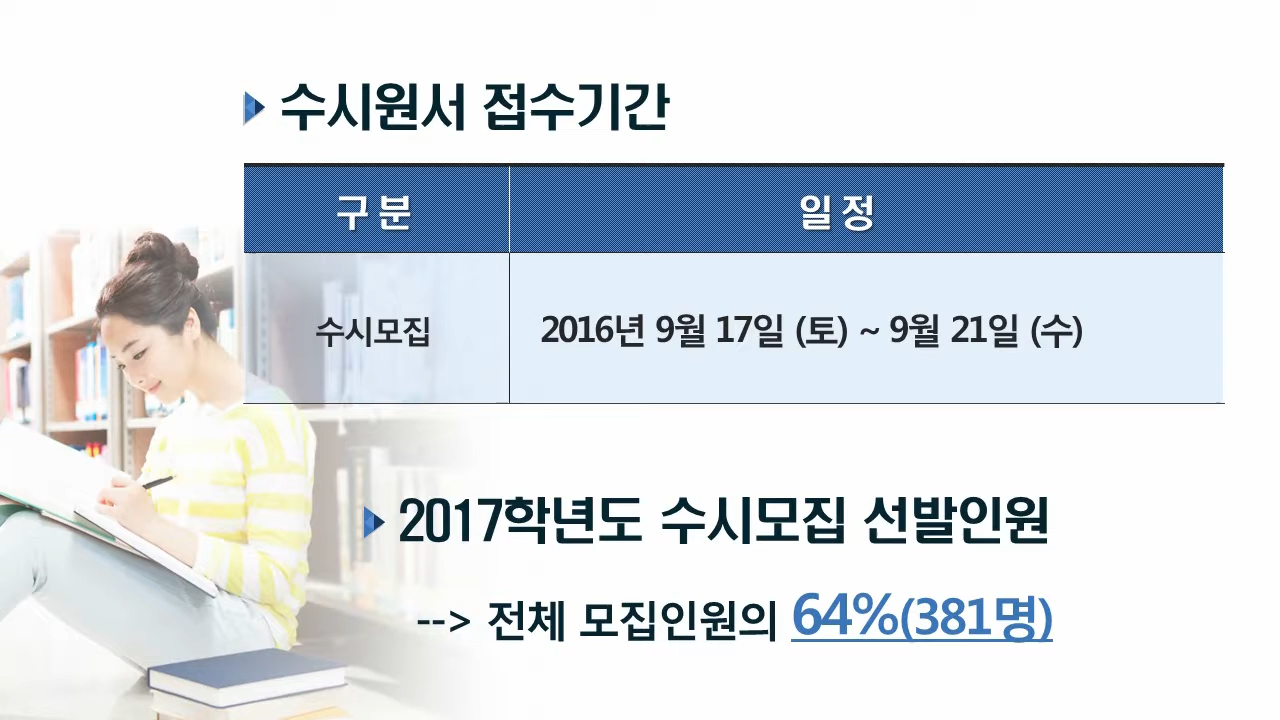 수시원서 접수기간
구 분 일 정
수시모집 2016년 9월 17일 (토) ~ 9월 21일 (수)
2017학년도 수시모집 선발인원
--> 전체 모집인원의 64%(381명)